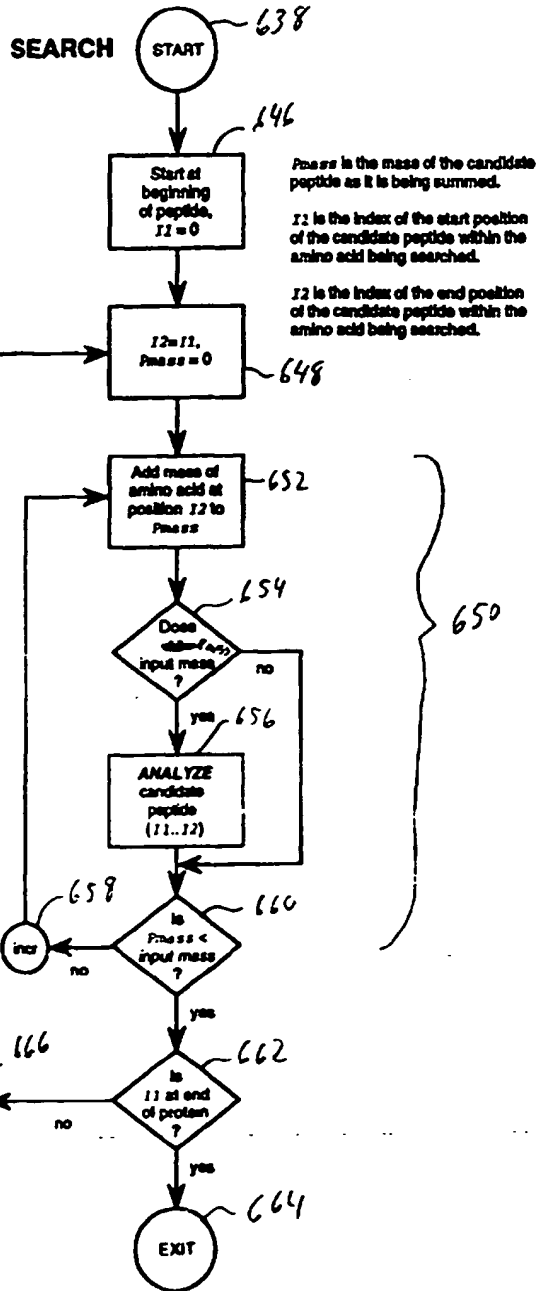 638
SEARCH
START
646
Start at
beginning
of peptide,
I1 = 0
Pmass is the mass of the candidate
peptide as it is being summed.
I1 is the index of the start position
of the candidate peptide within the
amino acid being searched.
I2 is the index of the end position
of the candidate peptide within the
amino acid being searched.
I2=I1,
Pmass = 0
648
Add mass of
amino acid at
position I2 to
Pmass
652
654
650
Does
input mass
?
no
yes
656
ANALYZE
candidate
peptide
(I1..I2)
658
660
incr
no
Is
Pmass <
input mass
?
yes
666
662
no
Is
I1 at end
of protein
?
yes
664
EXIT